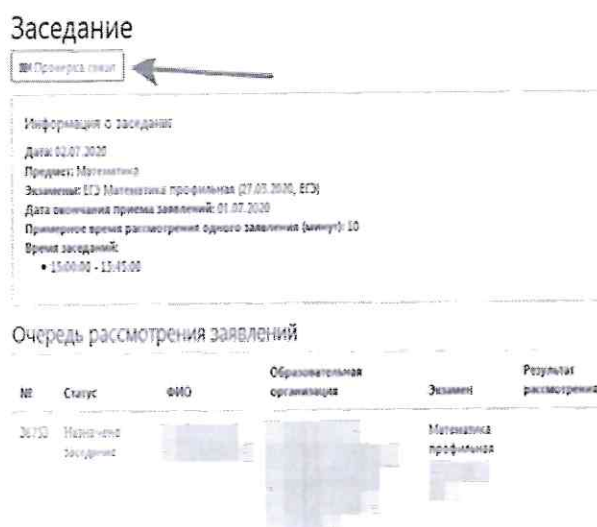 Заседание
Проверка связи
Информация о заседании
Дата: 02.07.2020
Предмет: Математика
Экзамены: ЕГЭ Математика профильная (27.03.2020, ЕГЭ)
Дата окончания приема заявлений: 01.07.2020
Примерное время рассмотрения одного заявления (минут): 10
Время заседаний:
• 15:00:00 - 15:45:00
Очередь рассмотрения заявлений
№ Статус ФИО Образовательная организация Экзамен Результат рассмотрения
Назначено заседание Математика профильная